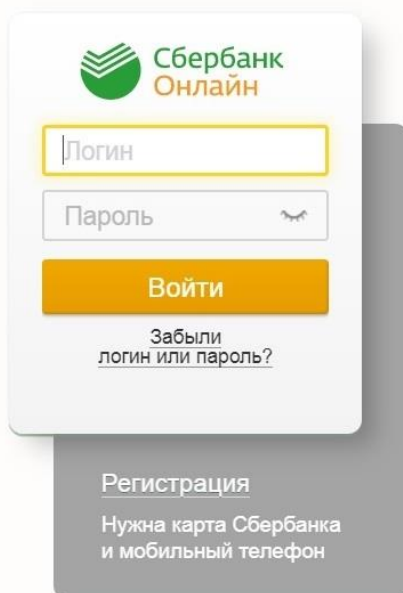 Сбербанк
Онлайн
Логин
Пароль
Войти
Забыли
логин или пароль?
Регистрация
Нужна карта Сбербанка
и мобильный телефон